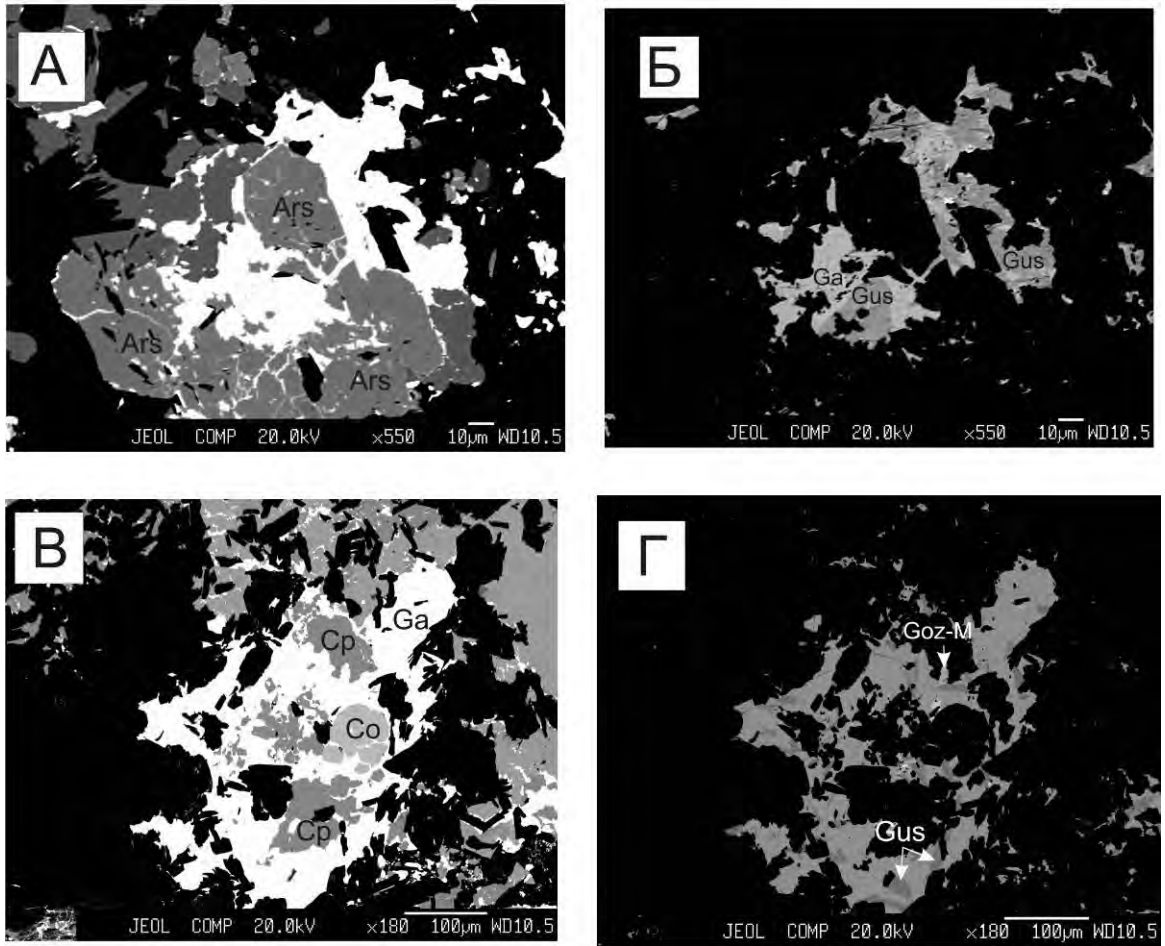 А
Ars
Ars
Ars
JEOL COMP 20.0kV ×550 10µm WD10.5
Б
Ga
Gus
Gus
JEOL COMP 20.0kV ×550 10µm WD10.5
В
Ga
Cp
Co
Cp
JEOL COMP 20.0kV ×180 100µm WD10.5
Г
Goz-M
Gus
JEOL COMP 20.0kV ×180 100µm WD10.5